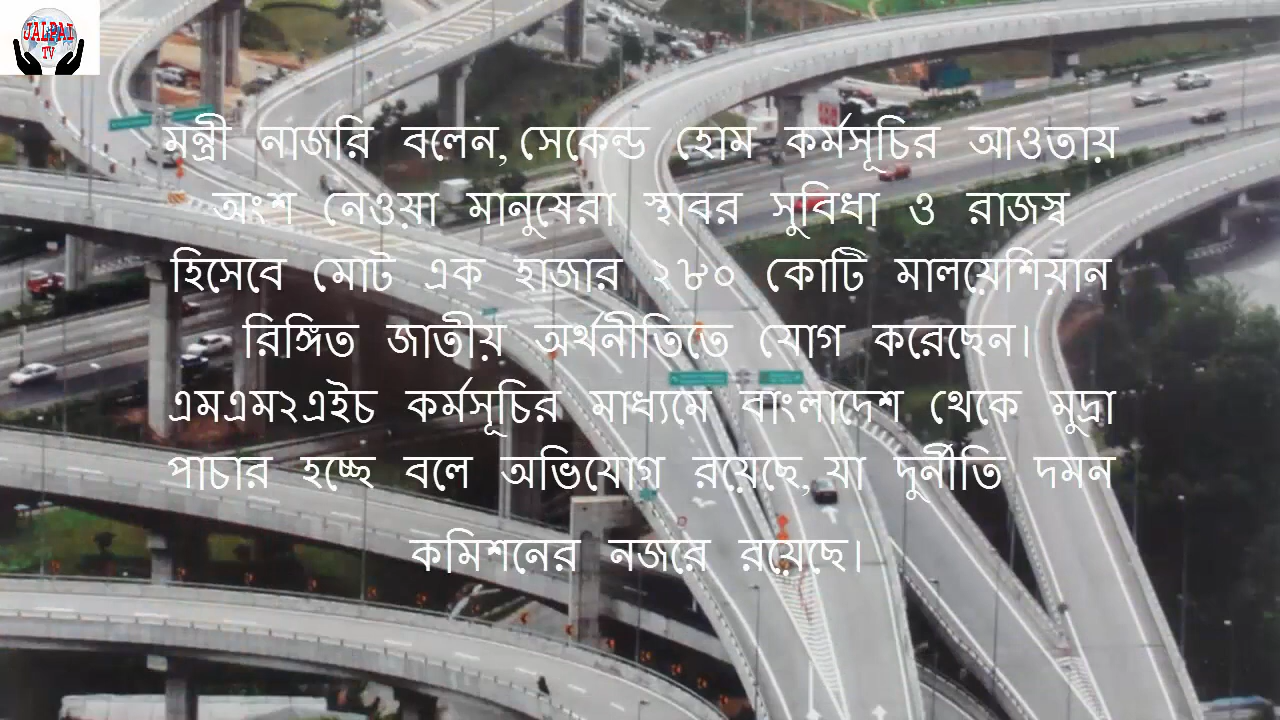 JALPAI
TV
মন্ত্রী নাজরি বলেন, সেকেন্ড হোম কর্মসূচির আওতায়
অংশ নেওয়া মানুষেরা স্থাবর সুবিধা ও রাজস্ব
হিসেবে মোট এক হাজার ২৮০ কোটি মালয়েশিয়ান
রিঙ্গিত জাতীয় অর্থনীতিতে যোগ করেছেন।
এমএম২এইচ কর্মসূচির মাধ্যমে বাংলাদেশ থেকে মুদ্রা
পাচার হচ্ছে বলে অভিযোগ রয়েছে, যা দুর্নীতি দমন
কমিশনের নজরে রয়েছে।